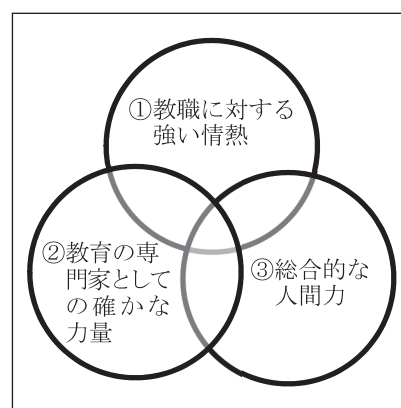 ①教職に対する
強い情熱
②教育の専
門家として
の確かな
力量
③総合的な
人間力